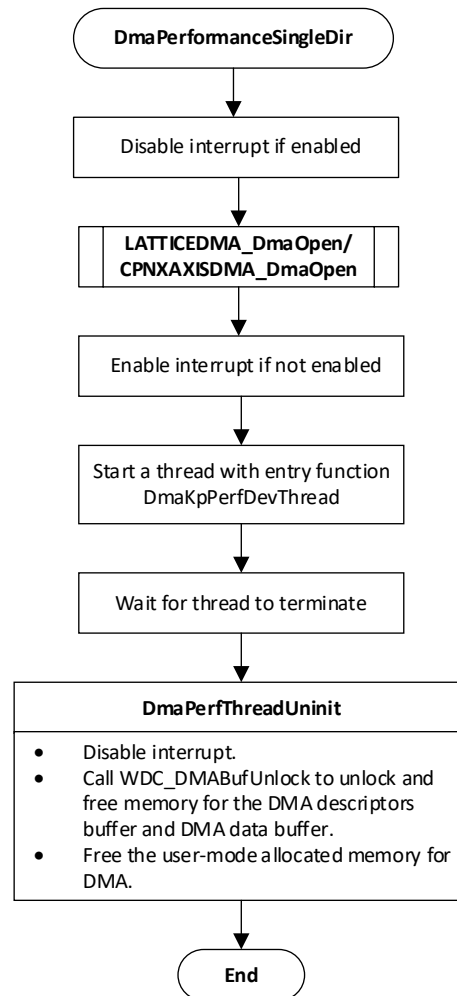 DmaPerformanceSingleDir
Disable interrupt if enabled
LATTICEDMA_DmaOpen/
CPNXAXISDMA_DmaOpen
Enable interrupt if not enabled
Start a thread with entry function
DmaKpPerfDevThread
Wait for thread to terminate
DmaPerfThreadUninit
• Disable interrupt.
• Call WDC_DMABufUnlock to unlock and
free memory for the DMA descriptors
buffer and DMA data buffer.
• Free the user-mode allocated memory for
DMA.
End